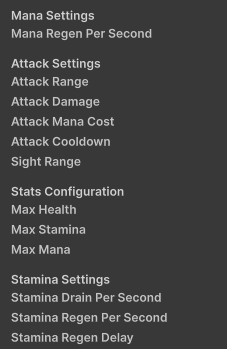 Mana Settings
Mana Regen Per Second
Attack Settings
Attack Range
Attack Damage
Attack Mana Cost
Attack Cooldown
Sight Range
Stats Configuration
Max Health
Max Stamina
Max Mana
Stamina Settings
Stamina Drain Per Second
Stamina Regen Per Second
Stamina Regen Delay